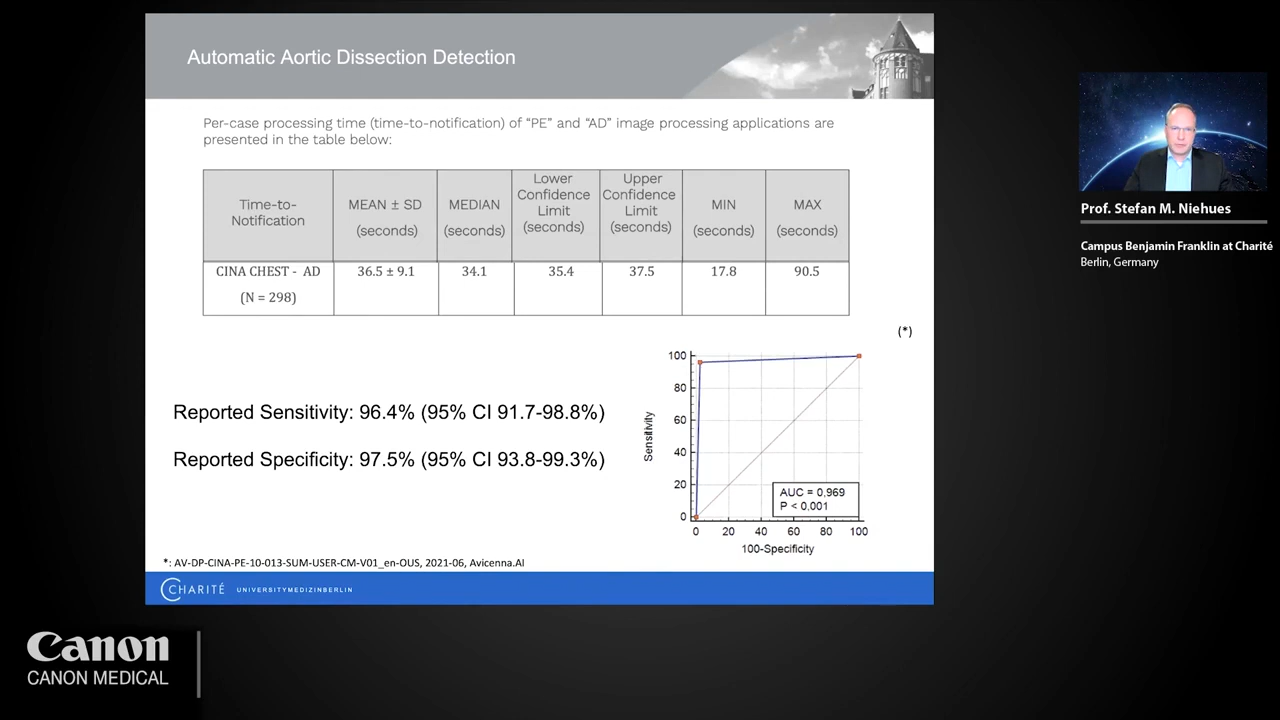 Automatic Aortic Dissection Detection
Per-case processing time (time-to-notification) of “PE” and “AD” image processing applications are
presented in the table below:
Time-to-
Notification
MEAN ± SD
(seconds)
MEDIAN
(seconds)
Lower
Confidence
Limit
(seconds)
Upper
Confidence
Limit
(seconds)
MIN
(seconds)
MAX
(seconds)
CINA CHEST - AD
(N = 298)
36.5 ± 9.1
34.1
35.4
37.5
17.8
90.5
(*)
Reported Sensitivity: 96.4% (95% CI 91.7-98.8%)
Reported Specificity: 97.5% (95% CI 93.8-99.3%)
Sensitivity
100
80
60
40
20
0
AUC = 0,969
P < 0,001
0 20 40 60 80 100
100-Specificity
*: AV-DP-CINA-PE-10-013-SUM-USER-CM-V01_en-OUS, 2021-06, Avicenna.AI
CHARITÉ UNIVERSITYMEDIZINBERLIN
Prof. Stefan M. Niehues
Campus Benjamin Franklin at Charité
Berlin, Germany
Canon
CANON MEDICAL